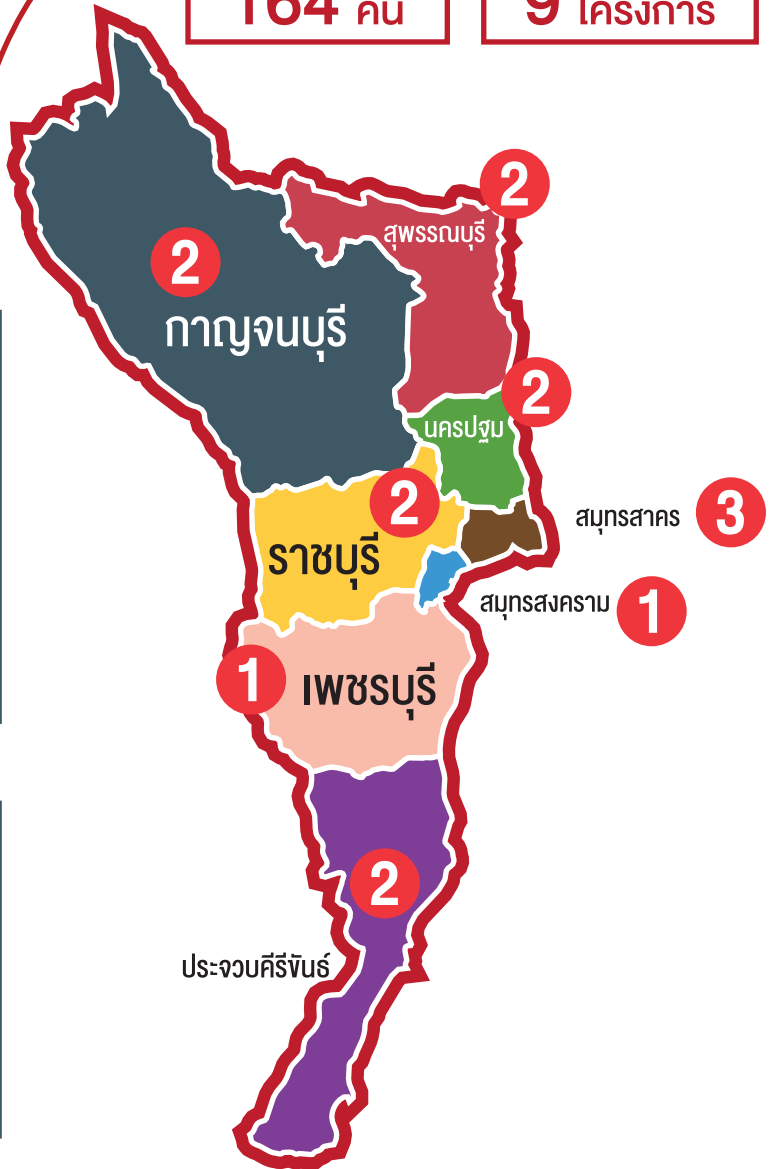 164 คน
9 โครงการ
2
สุพรรณบุรี
2
กาญจนบุรี
2
นครปฐม
2
ราชบุรี
สมุทรสาคร 3
สมุทรสงคราม 1
1 เพชรบุรี
2
ประจวบคีรีขันธ์